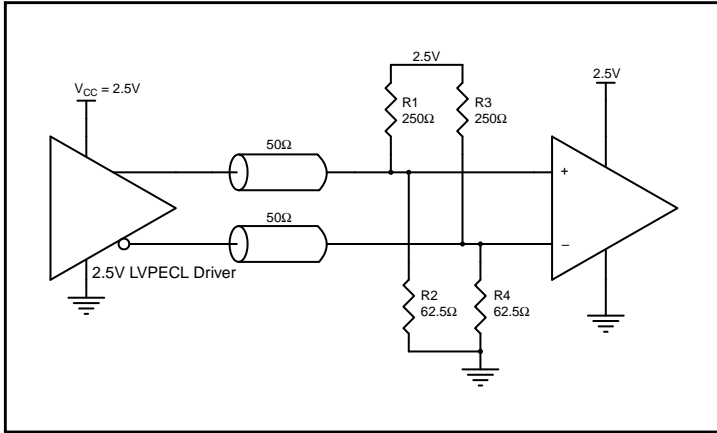 2.5V
V_CC = 2.5V
2.5V
R1
250Ω
R3
250Ω
50Ω
+
50Ω
–
2.5V LVPECL Driver
R2
62.5Ω
R4
62.5Ω